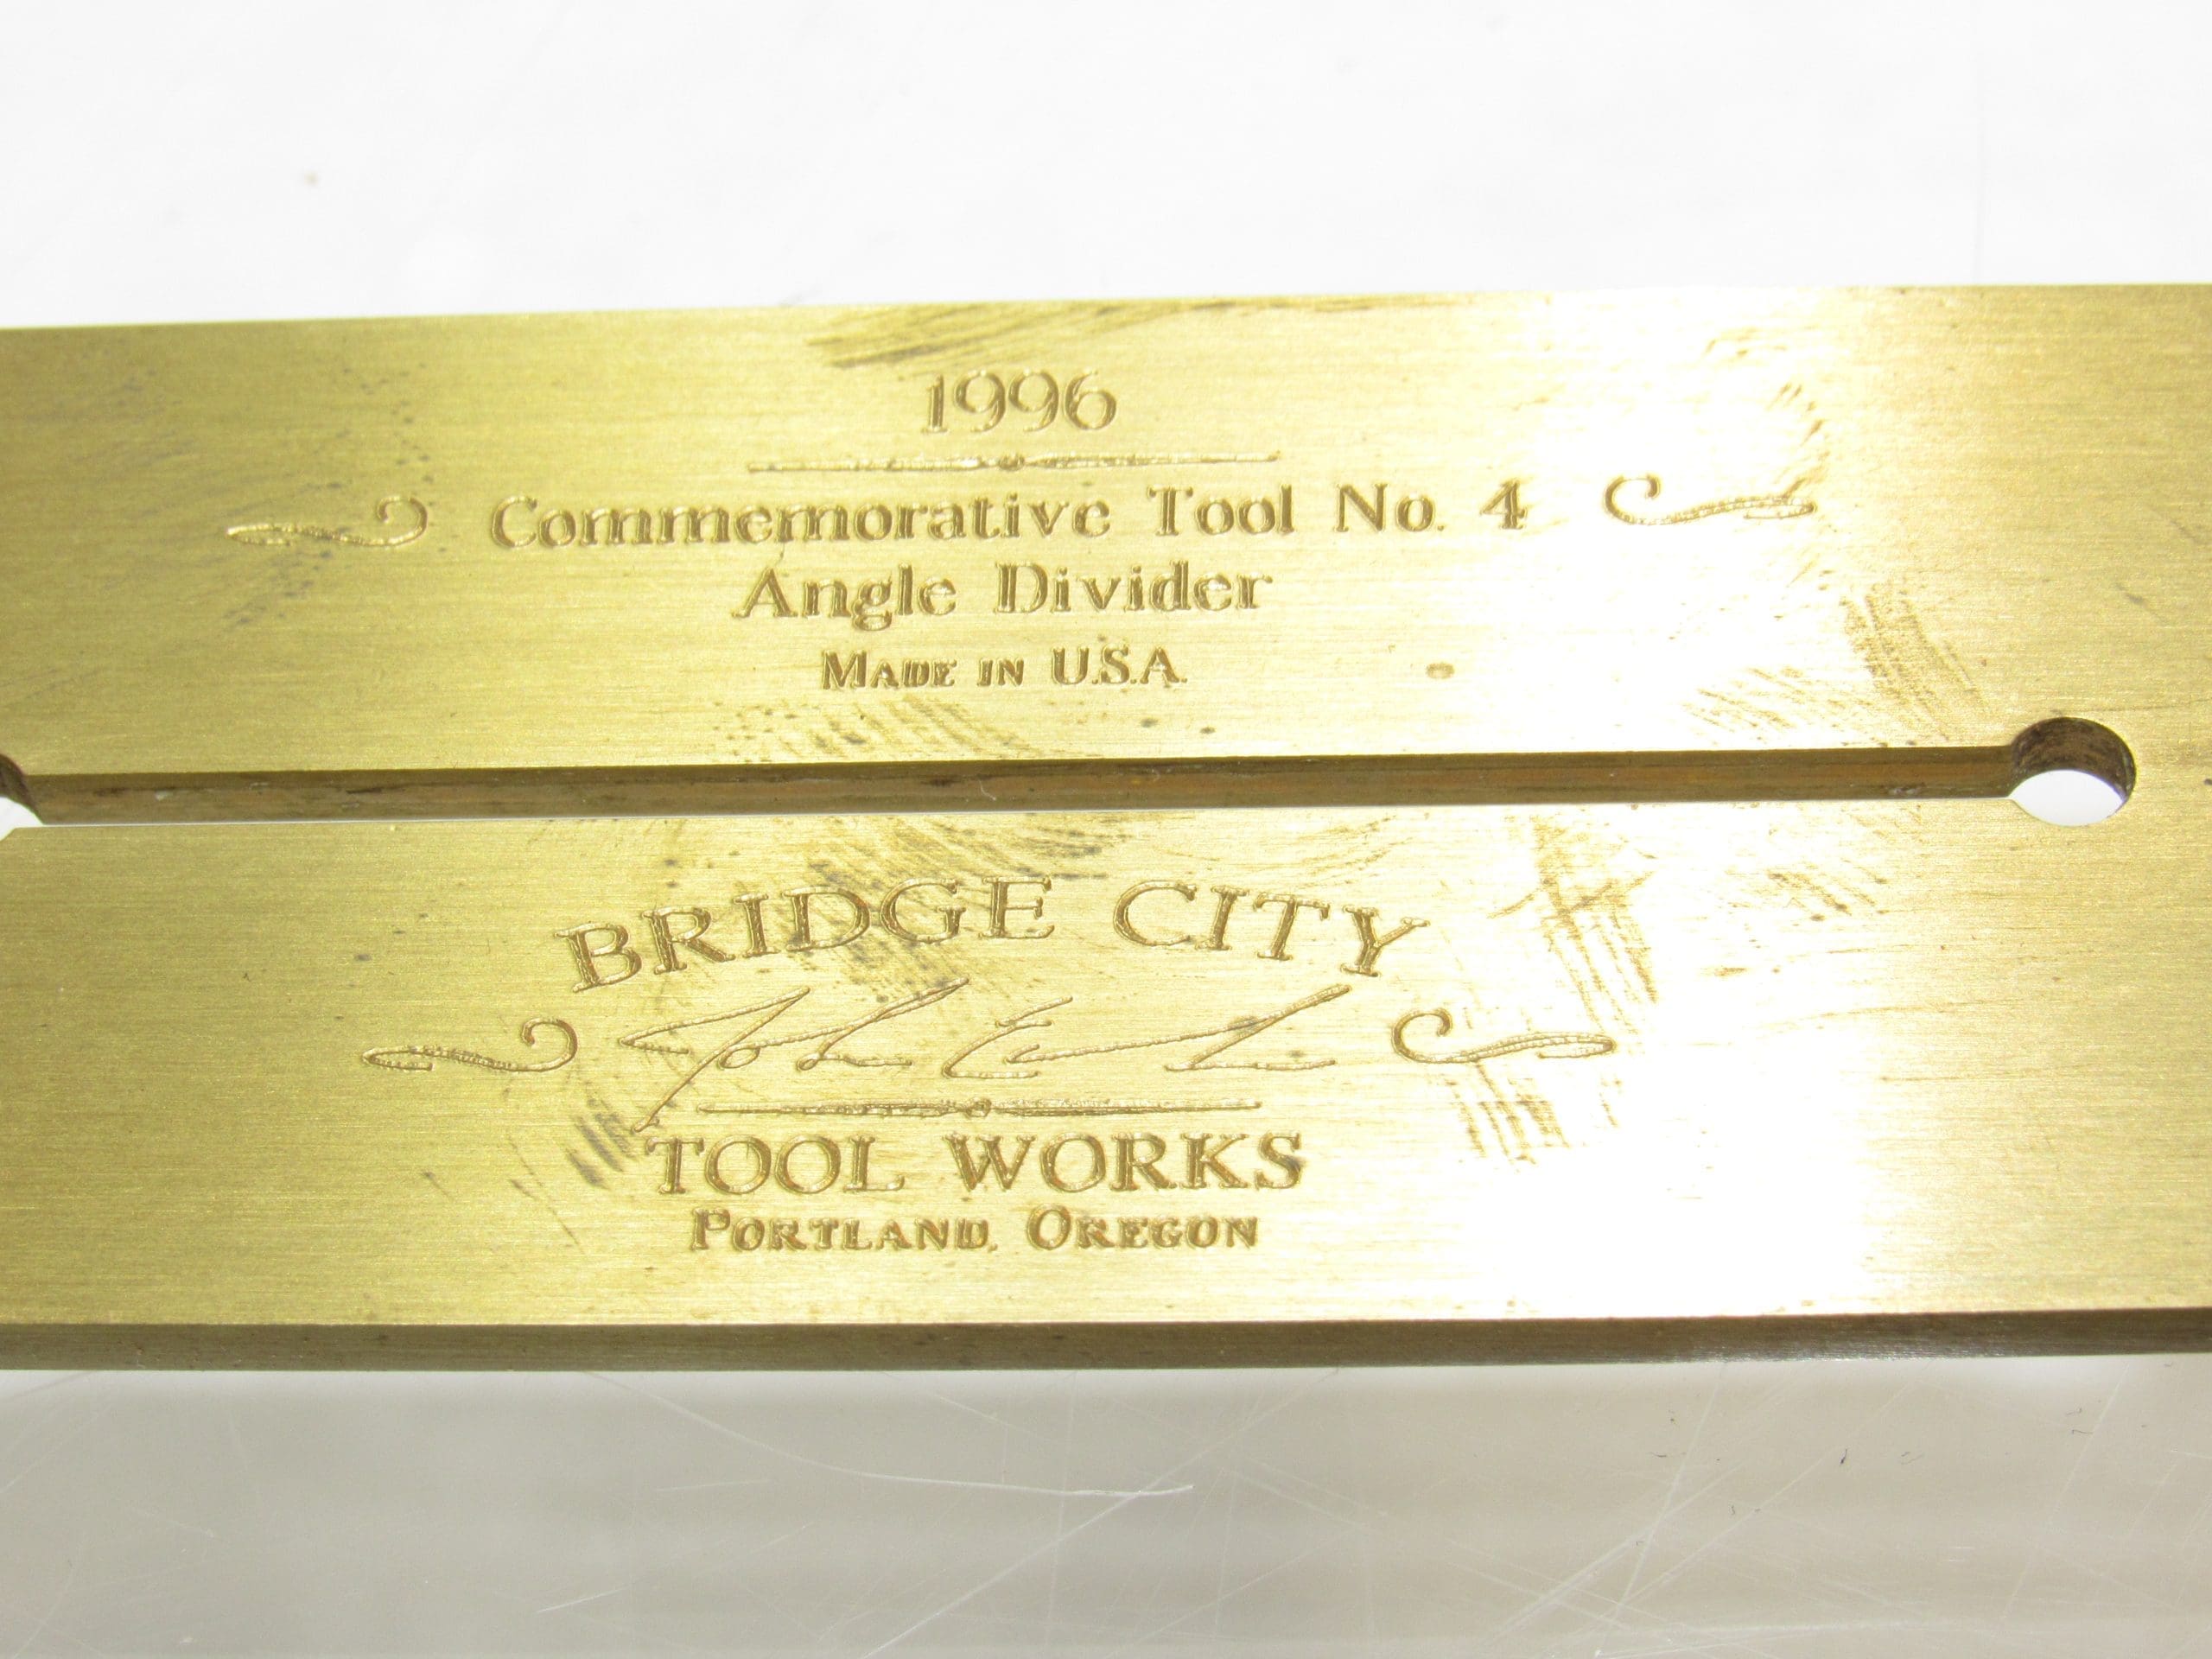 1996
Commemorative Tool No. 4
Angle Divider
MADE IN U.S.A.
BRIDGE CITY
TOOL WORKS
PORTLAND, OREGON